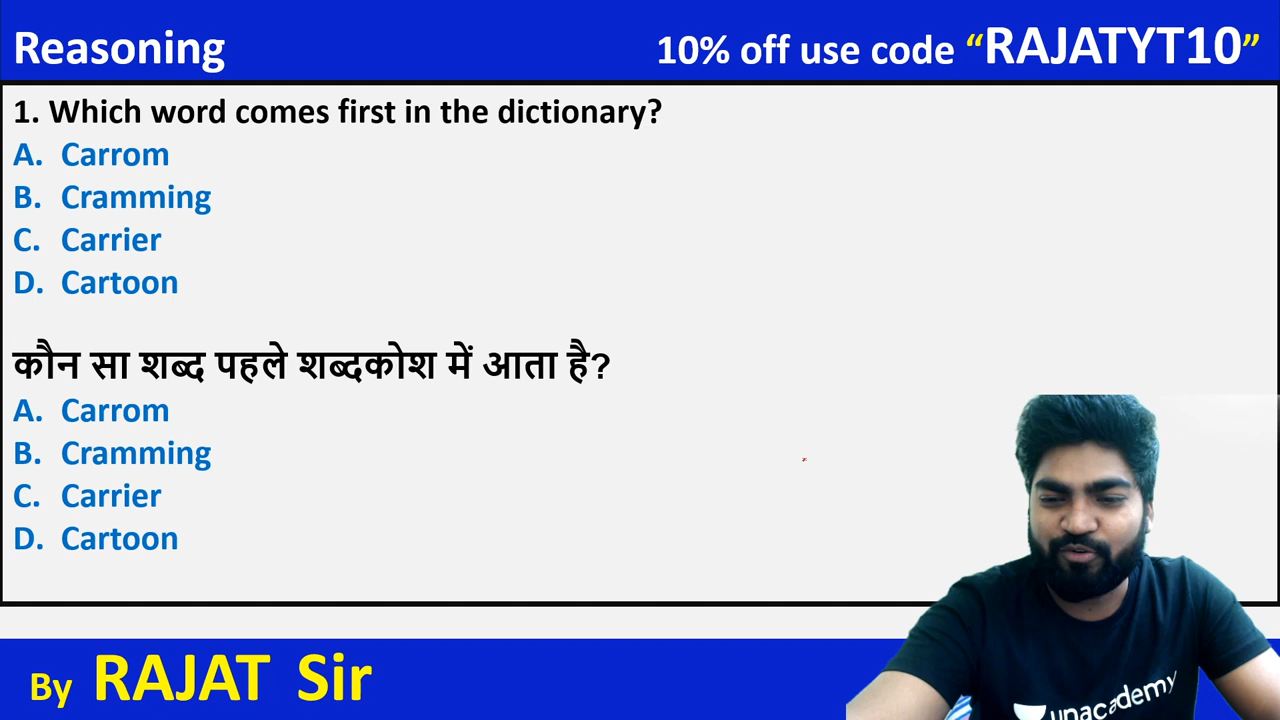 Reasoning
10% off use code “RAJATYT10”
1. Which word comes first in the dictionary?
A. Carrom
B. Cramming
C. Carrier
D. Cartoon
कौन सा शब्द पहले शब्दकोश में आता है?
A. Carrom
B. Cramming
C. Carrier
D. Cartoon
By RAJAT Sir
unacademy